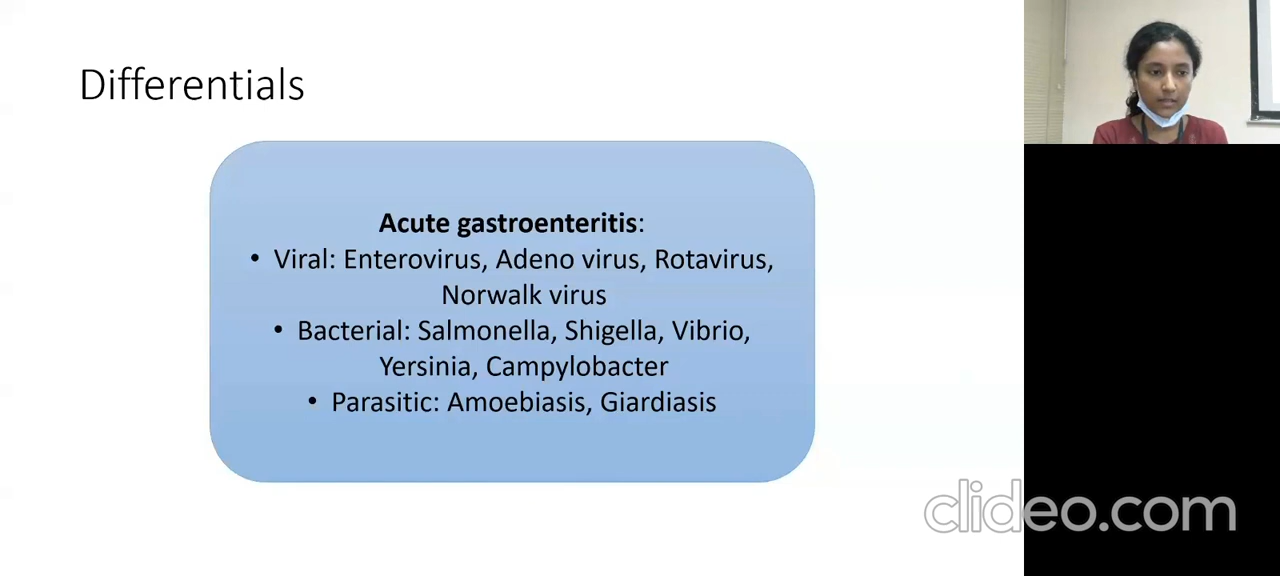 Differentials
Acute gastroenteritis:
• Viral: Enterovirus, Adeno virus, Rotavirus,
Norwalk virus
• Bacterial: Salmonella, Shigella, Vibrio,
Yersinia, Campylobacter
• Parasitic: Amoebiasis, Giardiasis
clideo.com